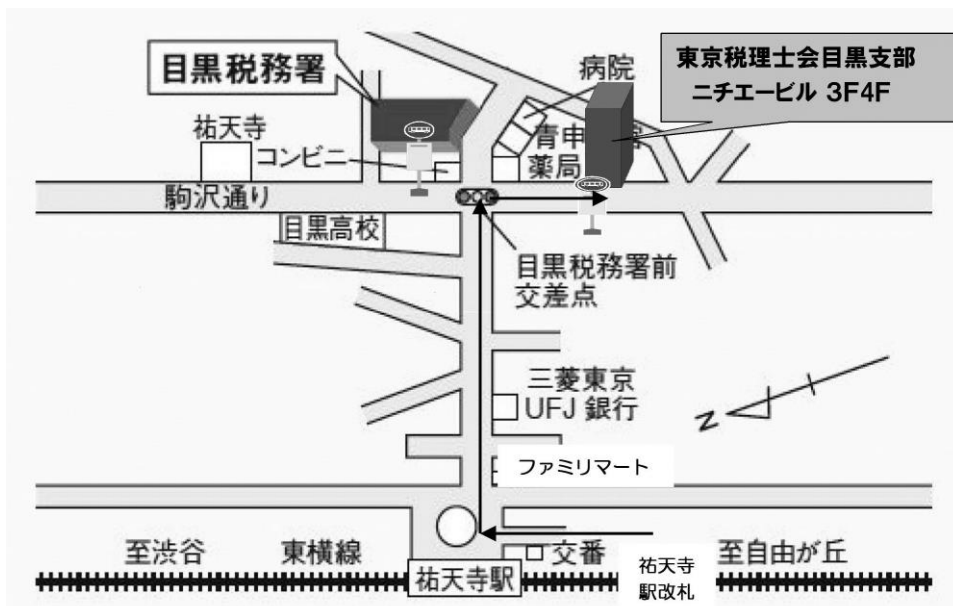 東京税理士会目黒支部
ニチエービル 3F4F
目黒税務署
病院
祐天寺
コンビニ
青申
館
薬局
駒沢通り
目黒高校
目黒税務署前
交差点
三菱東京
UFJ 銀行
N
ファミリマート
至渋谷
東横線
交番
祐天寺
駅改札
至自由が丘
祐天寺駅